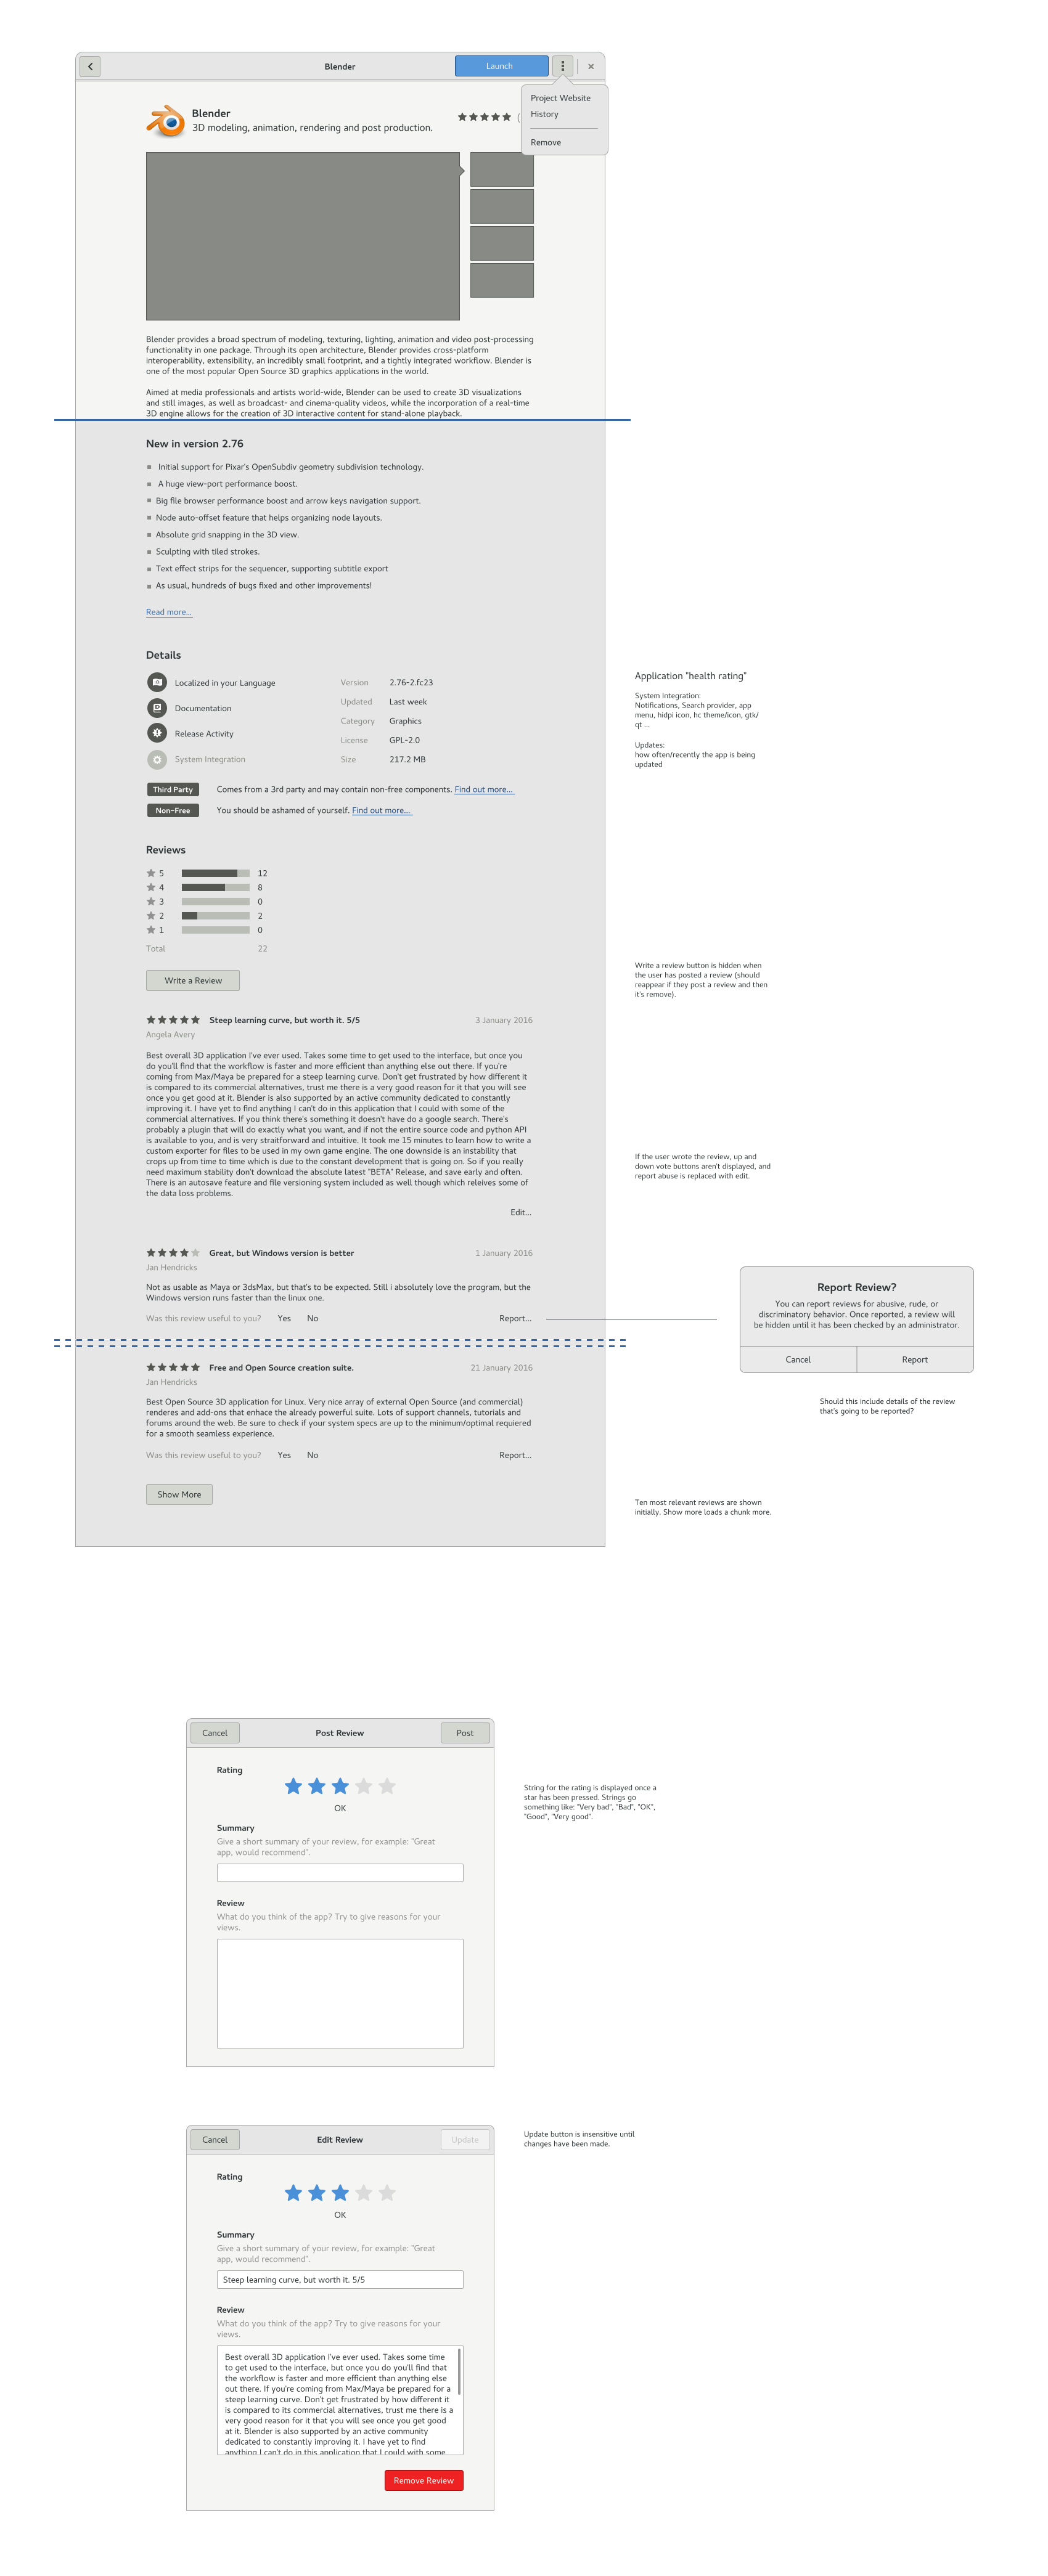 Blender
Launch
Project Website
History
Remove
Blender
3D modeling, animation, rendering and post production.
(
Blender provides a broad spectrum of modeling, texturing, lighting, animation and video post-processing
functionality in one package. Through its open architecture, Blender provides cross-platform
interoperability, extensibility, an incredibly small footprint, and a tightly integrated workflow. Blender is
one of the most popular Open Source 3D graphics applications in the world.
Aimed at media professionals and artists world-wide, Blender can be used to create 3D visualizations
and still images, as well as broadcast- and cinema-quality videos, while the incorporation of a real-time
3D engine allows for the creation of 3D interactive content for stand-alone playback.
New in version 2.76
Initial support for Pixar's OpenSubdiv geometry subdivision technology.
A huge view-port performance boost.
Big file browser performance boost and arrow keys navigation support.
Node auto-offset feature that helps organizing node layouts.
Absolute grid snapping in the 3D view.
Sculpting with tiled strokes.
Text effect strips for the sequencer, supporting subtitle export
As usual, hundreds of bugs fixed and other improvements!
Read more...
Details
Localized in your Language
Documentation
Release Activity
System Integration
Version 2.76-2.fc23
Updated Last week
Category Graphics
License GPL-2.0
Size 217.2 MB
Third Party Comes from a 3rd party and may contain non-free components. Find out more...
Non-Free You should be ashamed of yourself. Find out more...
Application "health rating"
System Integration:
Notifications, Search provider, app
menu, hidpi icon, hc theme/icon, gtk/
qt ...
Updates:
how often/recently the app is being
updated
Reviews
5 12
4 8
3 0
2 2
1 0
Total 22
Write a Review
Write a review button is hidden when
the user has posted a review (should
reappear if they post a review and then
it's remove).
Steep learning curve, but worth it. 5/5 3 January 2016
Angela Avery
Best overall 3D application I've ever used. Takes some time to get used to the interface, but once you
do you'll find that the workflow is faster and more efficient than anything else out there. If you're
coming from Max/Maya be prepared for a steep learning curve. Don't get frustrated by how different it
is compared to its commercial alternatives, trust me there is a very good reason for it that you will see
once you get good at it. Blender is also supported by an active community dedicated to constantly
improving it. I have yet to find anything I can't do in this application that I could with some of the
commercial alternatives. If you think there's something it doesn't have do a google search. There's
probably a plugin that will do exactly what you want, and if not the entire source code and python API
is available to you, and is very straitforward and intuitive. It took me 15 minutes to learn how to write a
custom exporter for files to be used in my own game engine. The one downside is an instability that
crops up from time to time which is due to the constant development that is going on. So if you really
need maximum stability don't download the absolute latest "BETA" Release, and save early and often.
There is an autosave feature and file versioning system included as well though which releives some of
the data loss problems.
Edit...
If the user wrote the review, up and
down vote buttons aren't displayed, and
report abuse is replaced with edit.
Great, but Windows version is better 1 January 2016
Jan Hendricks
Not as usable as Maya or 3dsMax, but that's to be expected. Still i absolutely love the program, but the
Windows version runs faster than the linux one.
Was this review useful to you? Yes No Report...
Report Review?
You can report reviews for abusive, rude, or
discriminatory behavior. Once reported, a review will
be hidden until it has been checked by an administrator.
Cancel Report
Should this include details of the review
that's going to be reported?
Free and Open Source creation suite. 21 January 2016
Jan Hendricks
Best Open Source 3D application for Linux. Very nice array of external Open Source (and commercial)
renderes and add-ons that enhace the already powerful suite. Lots of support channels, tutorials and
forums around the web. Be sure to check if your system specs are up to the minimum/optimal requiered
for a smooth seamless experience.
Was this review useful to you? Yes No Report...
Show More
Ten most relevant reviews are shown
initially. Show more loads a chunk more.
Cancel Post Review Post
Rating
OK
Summary
Give a short summary of your review, for example: "Great
app, would recommend".
Review
What do you think of the app? Try to give reasons for your
views.
String for the rating is displayed once a
star has been pressed. Strings go
something like: "Very bad", "Bad", "OK",
"Good", "Very good".
Cancel Edit Review Update
Rating
OK
Summary
Give a short summary of your review, for example: "Great
app, would recommend".
Steep learning curve, but worth it. 5/5
Review
What do you think of the app? Try to give reasons for your
views.
Best overall 3D application I've ever used. Takes some time
to get used to the interface, but once you do you'll find that
the workflow is faster and more efficient than anything else
out there. If you're coming from Max/Maya be prepared for a
steep learning curve. Don't get frustrated by how different it
is compared to its commercial alternatives, trust me there is a
very good reason for it that you will see once you get good
at it. Blender is also supported by an active community
dedicated to constantly improving it. I have yet to find
anything I can't do in this application that I could with some
Remove Review
Update button is insensitive until
changes have been made.